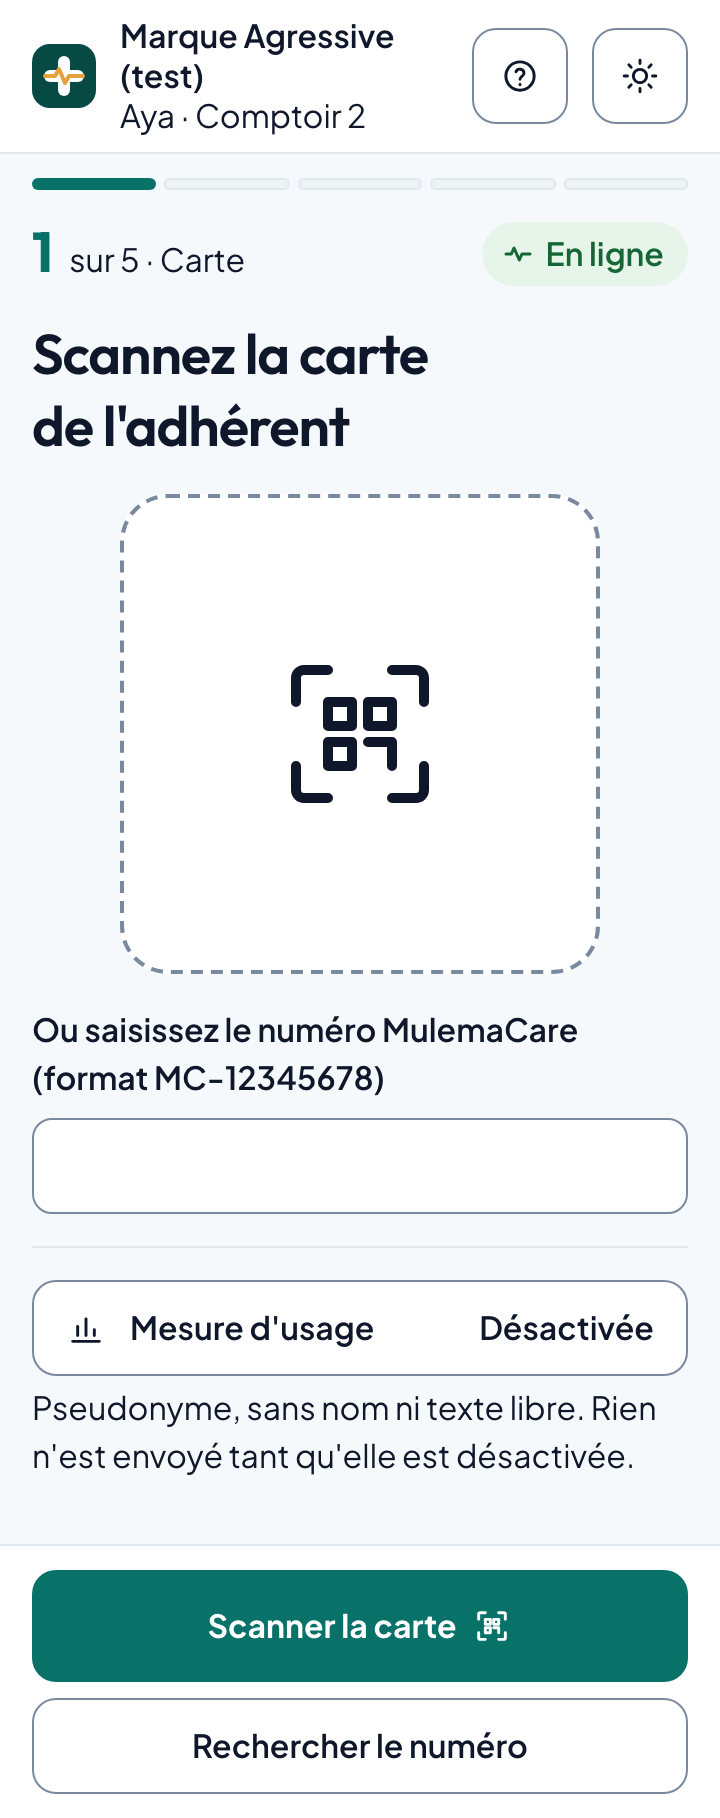 Marque Agressive
(test)
Aya · Comptoir 2
1 sur 5 · Carte
En ligne
Scannez la carte
de l'adhérent
Ou saisissez le numéro MulemaCare
(format MC-12345678)
Mesure d'usage
Désactivée
Pseudonyme, sans nom ni texte libre. Rien
n'est envoyé tant qu'elle est désactivée.
Scanner la carte
Rechercher le numéro